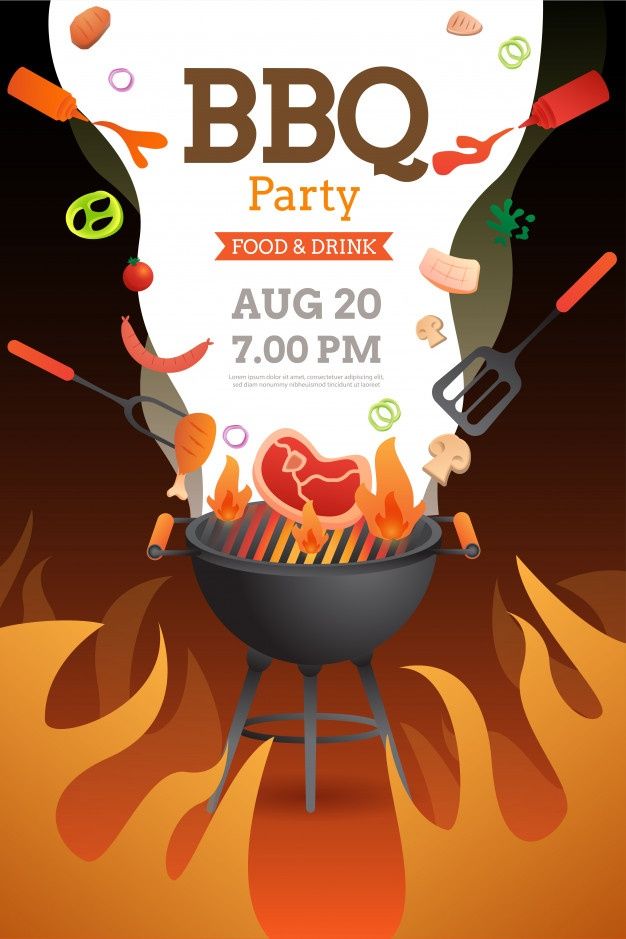 BBQ
Party
FOOD & DRINK
AUG 20
7.00 PM
Lorem ipsum dolor sit amet, consectetur adipiscing elit,
sed diam nonummy nibh euismod tincidunt ut laoreet